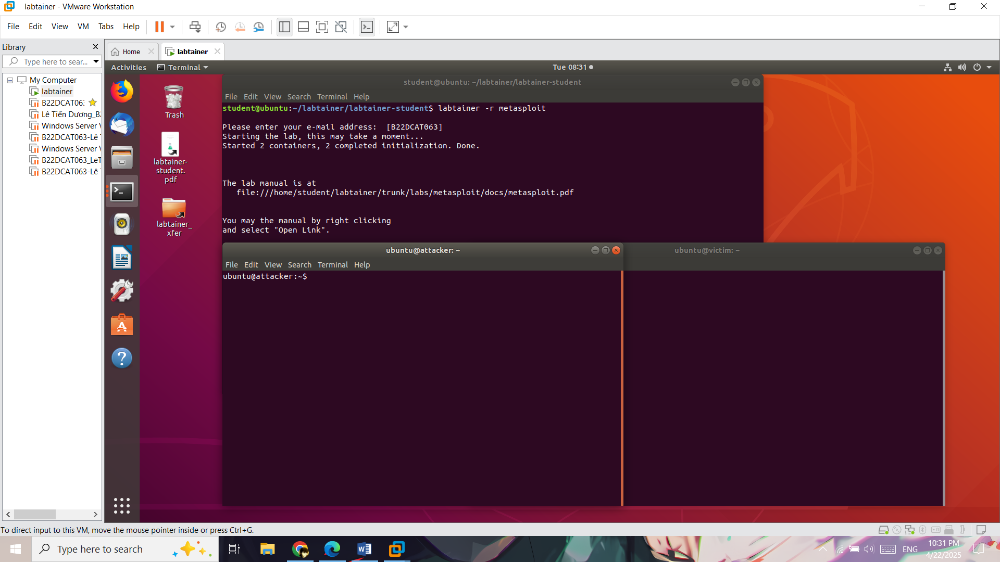 labtainer - VMware Workstation
File Edit View VM Tabs Help
Library
Type here to sear...
My Computer
labtainer
B22DCAT06:
Lê Tiến Dương_B
Windows Server
B22DCAT063-Lê
Windows Server
B22DCAT063_LeT
B22DCAT063-Lê
Home
labtainer
Activities Terminal Tue 08:31
Trash
labtainer-
student.
pdf
labtainer_
xfer
student@ubuntu: ~/labtainer/labtainer-student
File Edit View Search Terminal Help
student@ubuntu:~/labtainer/labtainer-student$ labtainer -r metasploit
Please enter your e-mail address:  [B22DCAT063]
Starting the lab, this may take a moment...
Started 2 containers, 2 completed initialization. Done.
The lab manual is at
file:///home/student/labtainer/trunk/labs/metasploit/docs/metasploit.pdf
You may the manual by right clicking
and select "Open Link".
ubuntu@attacker: ~
File Edit View Search Terminal Help
ubuntu@attacker:~$
ubuntu@victim: ~
To direct input to this VM, move the mouse pointer inside or press Ctrl+G.
Type here to search
ENG
10:31 PM
4/22/2025